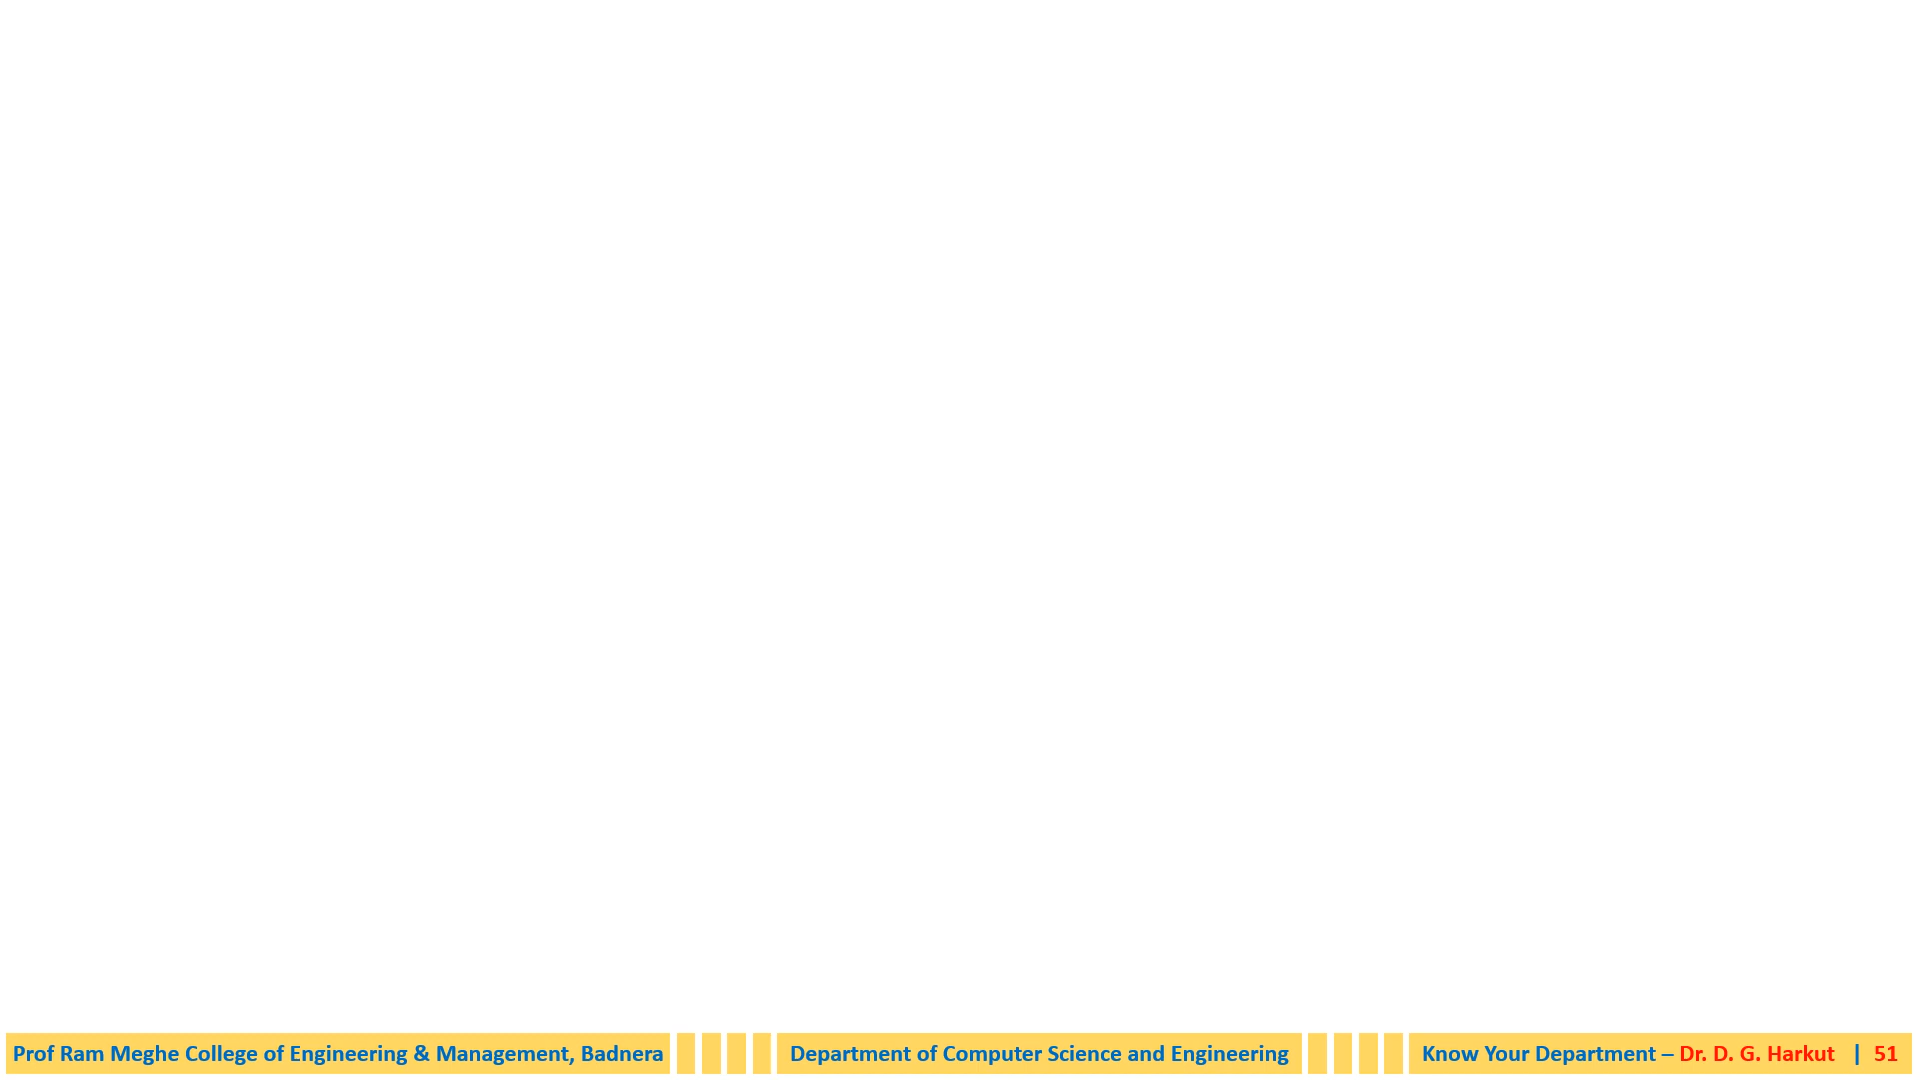 Prof Ram Meghe College of Engineering & Management, Badnera Department of Computer Science and Engineering Know Your Department – Dr. D. G. Harkut | 51